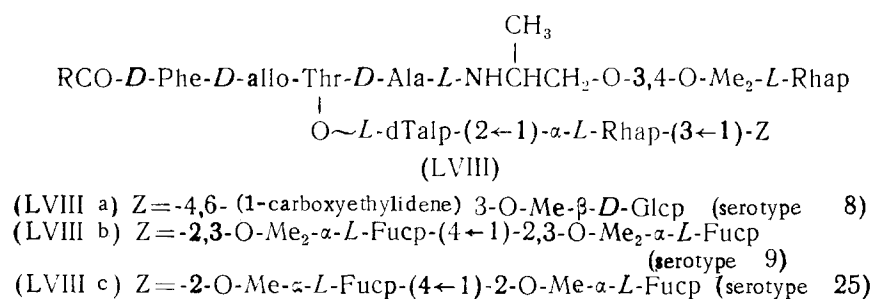 CH₃
RCO-D-Phe-D-allo-Thr-D-Ala-L-NHCHCH₂-O-3,4-O-Me₂-L-Rhap
O~L-dTalp-(2←1)-α-L-Rhap-(3←1)-Z
(LVIII)
(LVIII a) Z=-4,6- (1-carboxyethylidene) 3-O-Me-β-D-Glcp (serotype 8)
(LVIII b) Z=-2,3-O-Me₂-α-L-Fucp-(4←1)-2,3-O-Me₂-α-L-Fucp
(serotype 9)
(LVIII c) Z=-2-O-Me-α-L-Fucp-(4←1)-2-O-Me-α-L-Fucp (serotype 25)